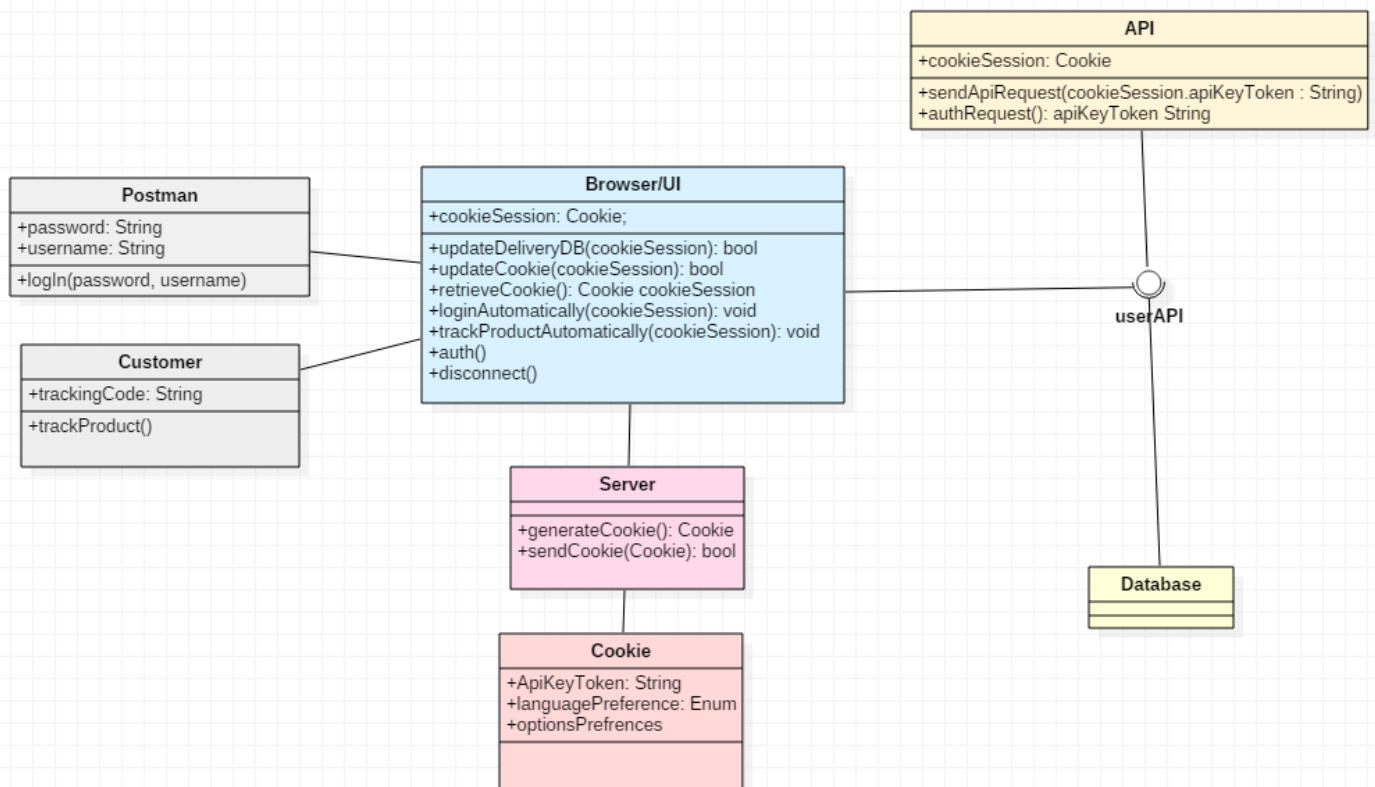 API
+cookieSession: Cookie
+sendApiRequest(cookieSession.apiKeyToken : String)
+authRequest(): apiKeyToken String
Postman
+password: String
+username: String
+logIn(password, username)
Browser/UI
+cookieSession: Cookie;
+updateDeliveryDB(cookieSession): bool
+updateCookie(cookieSession): bool
+retrieveCookie(): Cookie cookieSession
+loginAutomatically(cookieSession): void
+trackProductAutomatically(cookieSession): void
+auth()
+disconnect()
userAPI
Customer
+trackingCode: String
+trackProduct()
Server
+generateCookie(): Cookie
+sendCookie(Cookie): bool
Database
Cookie
+ApiKeyToken: String
+languagePreference: Enum
+optionsPrefrences